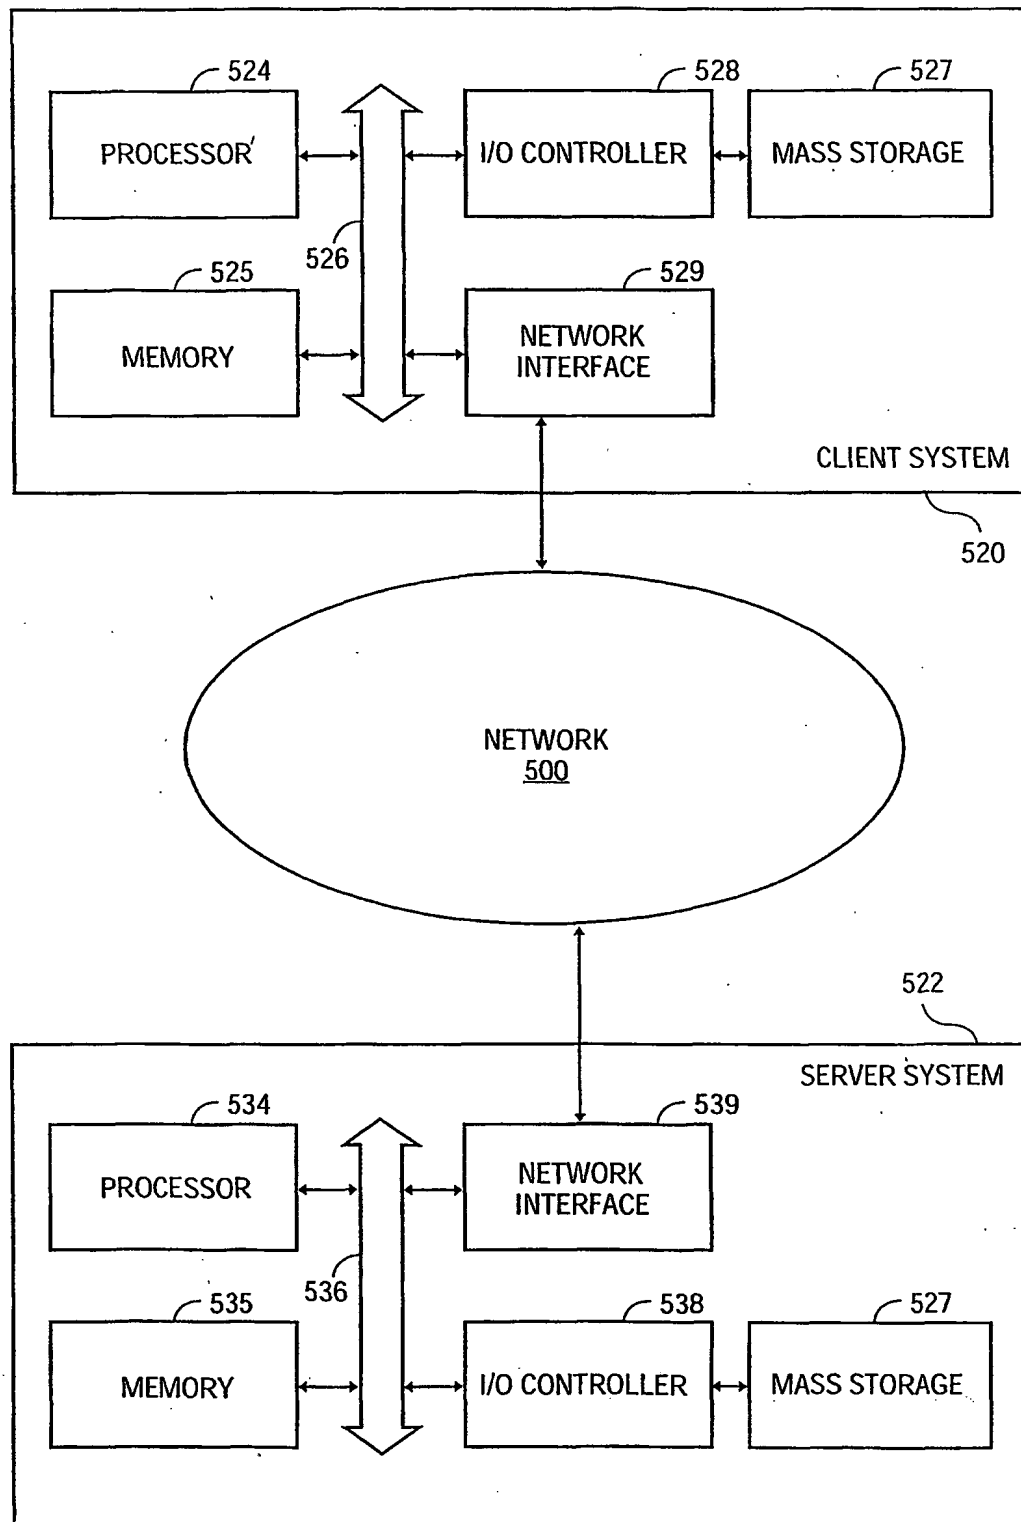 524
528
527
PROCESSOR
I/O CONTROLLER
MASS STORAGE
526
525
529
MEMORY
NETWORK
INTERFACE
CLIENT SYSTEM
520
NETWORK
500
522
SERVER SYSTEM
534
539
PROCESSOR
NETWORK
INTERFACE
536
535
538
527
MEMORY
I/O CONTROLLER
MASS STORAGE